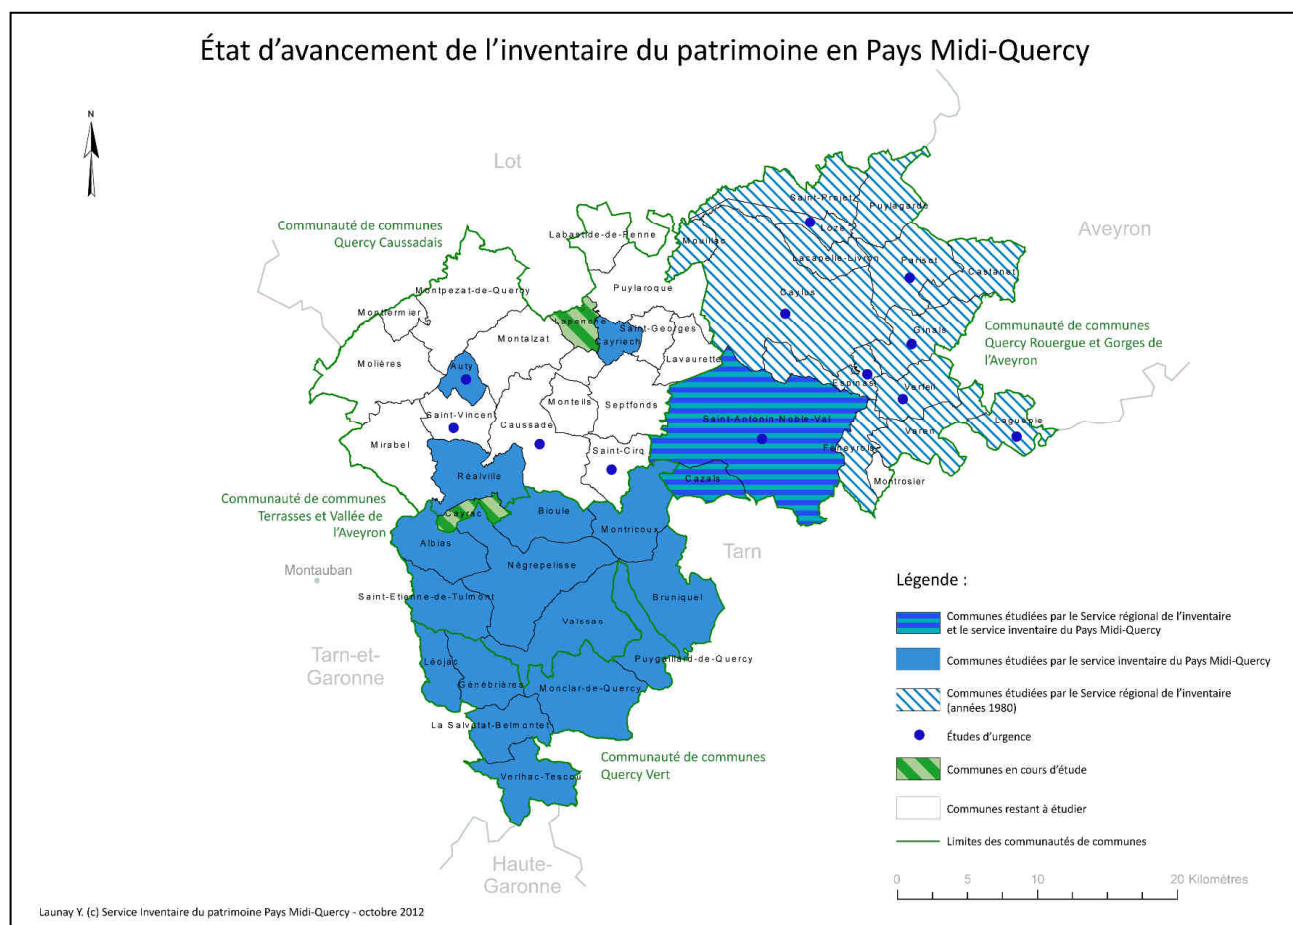 État d’avancement de l’inventaire du patrimoine en Pays Midi-Quercy
N
Lot
Aveyron
Tarn
Tarn-et-
Garonne
Haute-
Garonne
Montauban
Communauté de communes
Quercy Caussadais
Communauté de communes
Quercy Rouergue et Gorges de
l’Aveyron
Communauté de communes
Terrasses et Vallée de
l’Aveyron
Communauté de communes
Quercy Vert
Labastide-de-Penne
Puylaroque
Montpezat-de-Quercy
Montfermier
Molières
Montalzat
Lapenche
Cayriech
Saint-Georges
Lavaurette
Auty
Saint-Vincent
Mirabel
Caussade
Monteils
Septfonds
Saint-Cirq
Réalville
Cayrac
Mouillac
Saint-Projet
Puylagarde
Loze
Lacapelle-Livron
Parisot
Castanet
Caylus
Ginals
Espinas
Verfeil
Varen
Laguépie
Saint-Antonin-Noble-Val
Féneyrols
Montrosier
Cazals
Bioule
Montricoux
Albias
Nègrepelisse
Saint-Etienne-de-Tulmont
Vaïssac
Bruniquel
Puygaillard-de-Quercy
Léojac
Génébrières
Monclar-de-Quercy
La Salvetat-Belmontet
Verlhac-Tescou
Légende :
Communes étudiées par le Service régional de l’inventaire
et le service inventaire du Pays Midi-Quercy
Communes étudiées par le service inventaire du Pays Midi-Quercy
Communes étudiées par le Service régional de l’inventaire
(années 1980)
Études d’urgence
Communes en cours d’étude
Communes restant à étudier
Limites des communautés de communes
0 5 10 20 Kilomètres
Launay Y. (c) Service Inventaire du patrimoine Pays Midi-Quercy - octobre 2012